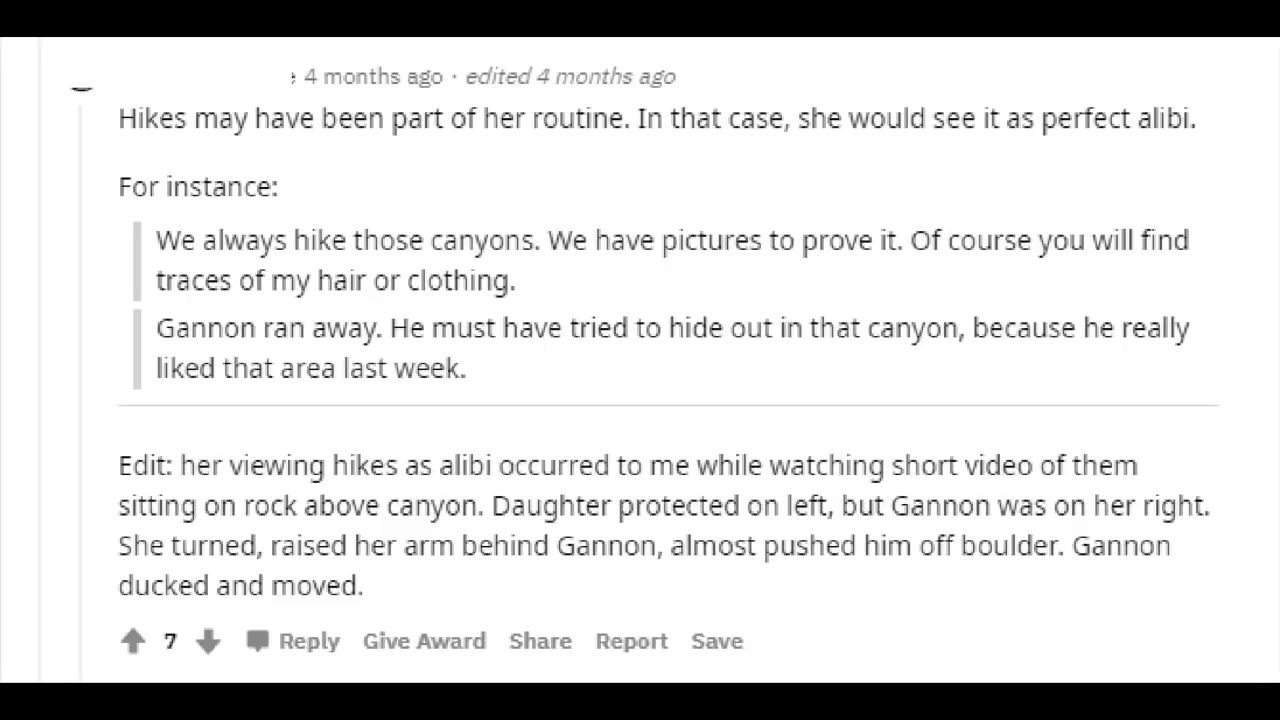 4 months ago · edited 4 months ago
Hikes may have been part of her routine. In that case, she would see it as perfect alibi.
For instance:
We always hike those canyons. We have pictures to prove it. Of course you will find
traces of my hair or clothing.
Gannon ran away. He must have tried to hide out in that canyon, because he really
liked that area last week.
Edit: her viewing hikes as alibi occurred to me while watching short video of them
sitting on rock above canyon. Daughter protected on left, but Gannon was on her right.
She turned, raised her arm behind Gannon, almost pushed him off boulder. Gannon
ducked and moved.
7 Reply Give Award Share Report Save